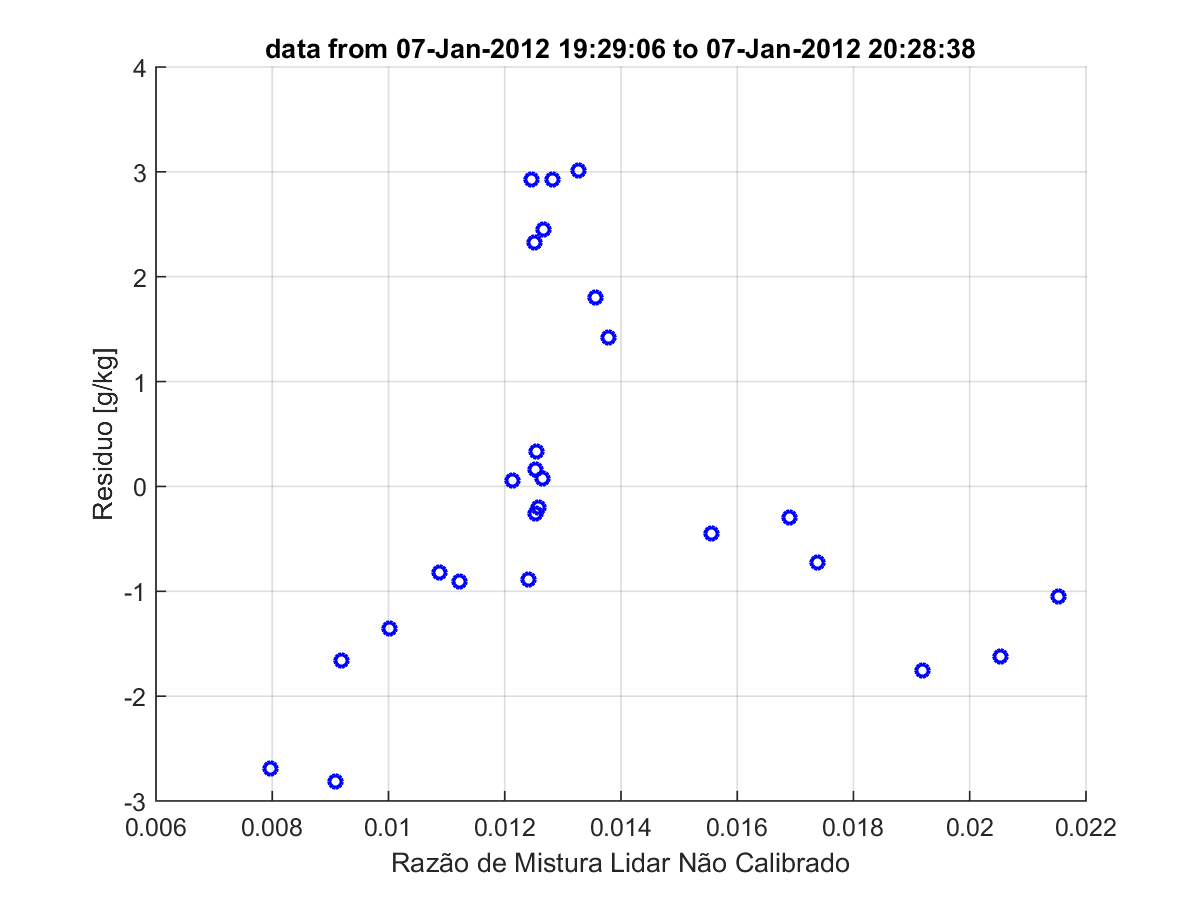 data from 07-Jan-2012 19:29:06 to 07-Jan-2012 20:28:38
4
3
2
1
0
-1
-2
-3
Residuo [g/kg]
0.006 0.008 0.01 0.012 0.014 0.016 0.018 0.02 0.022
Razão de Mistura Lidar Não Calibrado